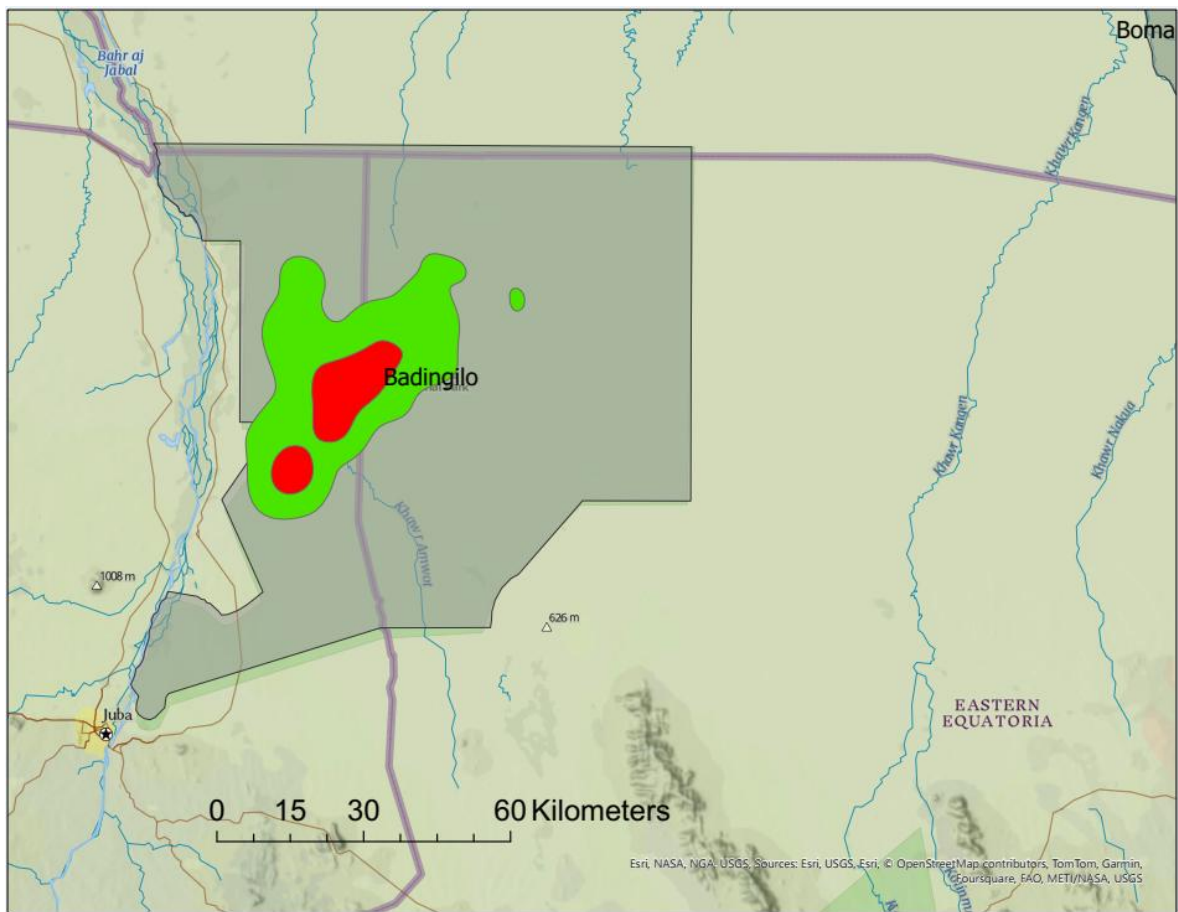 Boma
Bahr aj
Jabal
Khawr Kangen
Badingilo
Khawr Kangen
Khawr Nakua
Khawr Amwot
1008 m
626 m
Juba
EASTERN
EQUATORIA
0 15 30 60 Kilometers
Esri, NASA, NGA, USGS, Sources: Esri, USGS, Esri, © OpenStreetMap contributors, TomTom, Garmin,
Foursquare, FAO, METI/NASA, USGS